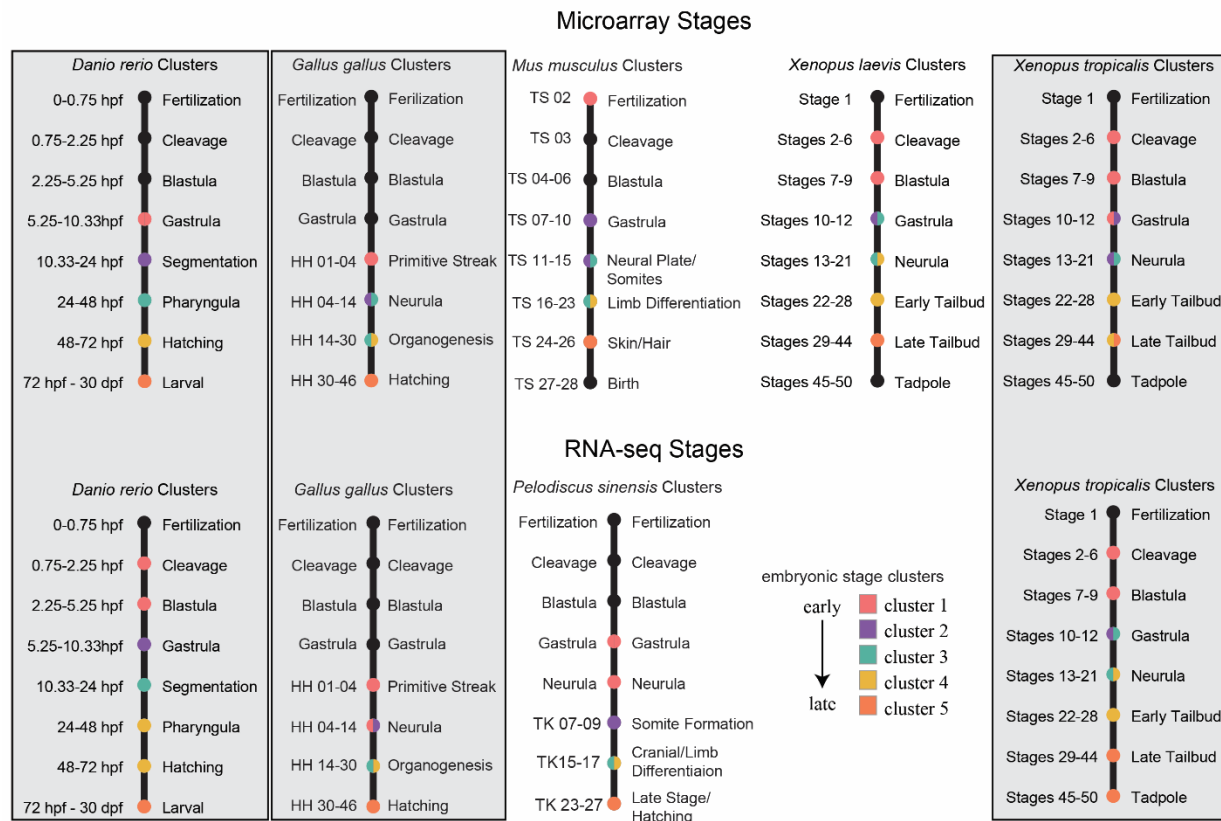 Microarray Stages
Danio rerio Clusters
0-0.75 hpf Fertilization
0.75-2.25 hpf Cleavage
2.25-5.25 hpf Blastula
5.25-10.33hpf Gastrula
10.33-24 hpf Segmentation
24-48 hpf Pharyngula
48-72 hpf Hatching
72 hpf - 30 dpf Larval
Gallus gallus Clusters
Fertilization Ferilization
Cleavage Cleavage
Blastula Blastula
Gastrula Gastrula
HH 01-04 Primitive Streak
HH 04-14 Neurula
HH 14-30 Organogenesis
HH 30-46 Hatching
Mus musculus Clusters
TS 02 Fertilization
TS 03 Cleavage
TS 04-06 Blastula
TS 07-10 Gastrula
TS 11-15 Neural Plate/
Somites
TS 16-23 Limb Differentiation
TS 24-26 Skin/Hair
TS 27-28 Birth
Xenopus laevis Clusters
Stage 1 Fertilization
Stages 2-6 Cleavage
Stages 7-9 Blastula
Stages 10-12 Gastrula
Stages 13-21 Neurula
Stages 22-28 Early Tailbud
Stages 29-44 Late Tailbud
Stages 45-50 Tadpole
Xenopus tropicalis Clusters
Stage 1 Fertilization
Stages 2-6 Cleavage
Stages 7-9 Blastula
Stages 10-12 Gastrula
Stages 13-21 Neurula
Stages 22-28 Early Tailbud
Stages 29-44 Late Tailbud
Stages 45-50 Tadpole
RNA-seq Stages
Danio rerio Clusters
0-0.75 hpf Fertilization
0.75-2.25 hpf Cleavage
2.25-5.25 hpf Blastula
5.25-10.33hpf Gastrula
10.33-24 hpf Segmentation
24-48 hpf Pharyngula
48-72 hpf Hatching
72 hpf - 30 dpf Larval
Gallus gallus Clusters
Fertilization Fertilization
Cleavage Cleavage
Blastula Blastula
Gastrula Gastrula
HH 01-04 Primitive Streak
HH 04-14 Neurula
HH 14-30 Organogenesis
HH 30-46 Hatching
Pelodiscus sinensis Clusters
Fertilization Fertilization
Cleavage Cleavage
Blastula Blastula
Gastrula Gastrula
Neurula Neurula
TK 07-09 Somite Formation
TK15-17 Cranial/Limb
Differentiaion
TK 23-27 Late Stage/
Hatching
embryonic stage clusters
early
late
cluster 1
cluster 2
cluster 3
cluster 4
cluster 5
Xenopus tropicalis Clusters
Stage 1 Fertilization
Stages 2-6 Cleavage
Stages 7-9 Blastula
Stages 10-12 Gastrula
Stages 13-21 Neurula
Stages 22-28 Early Tailbud
Stages 29-44 Late Tailbud
Stages 45-50 Tadpole